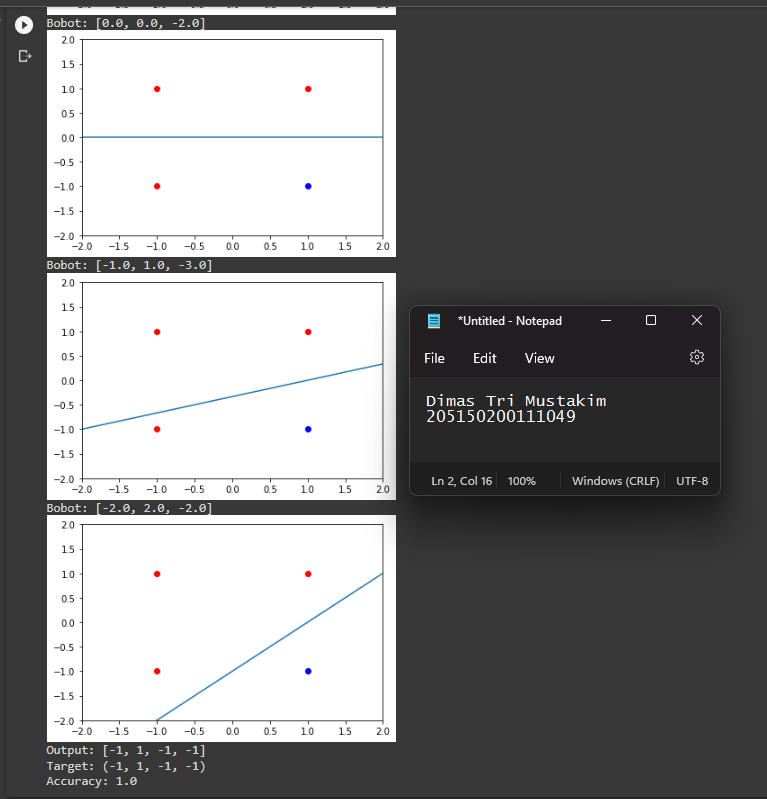 Bobot: [0.0, 0.0, -2.0]
2.0
1.5
1.0
0.5
0.0
−0.5
−1.0
−1.5
−2.0
−2.0 −1.5 −1.0 −0.5 0.0 0.5 1.0 1.5 2.0
Bobot: [-1.0, 1.0, -3.0]
2.0
1.5
1.0
0.5
0.0
−0.5
−1.0
−1.5
−2.0
−2.0 −1.5 −1.0 −0.5 0.0 0.5 1.0 1.5 2.0
Bobot: [-2.0, 2.0, -2.0]
2.0
1.5
1.0
0.5
0.0
−0.5
−1.0
−1.5
−2.0
−2.0 −1.5 −1.0 −0.5 0.0 0.5 1.0 1.5 2.0
Output: [-1, 1, -1, -1]
Target: (-1, 1, -1, -1)
Accuracy: 1.0
*Untitled - Notepad
File Edit View
Dimas Tri Mustakim
205150200111049
Ln 2, Col 16 100% Windows (CRLF) UTF-8